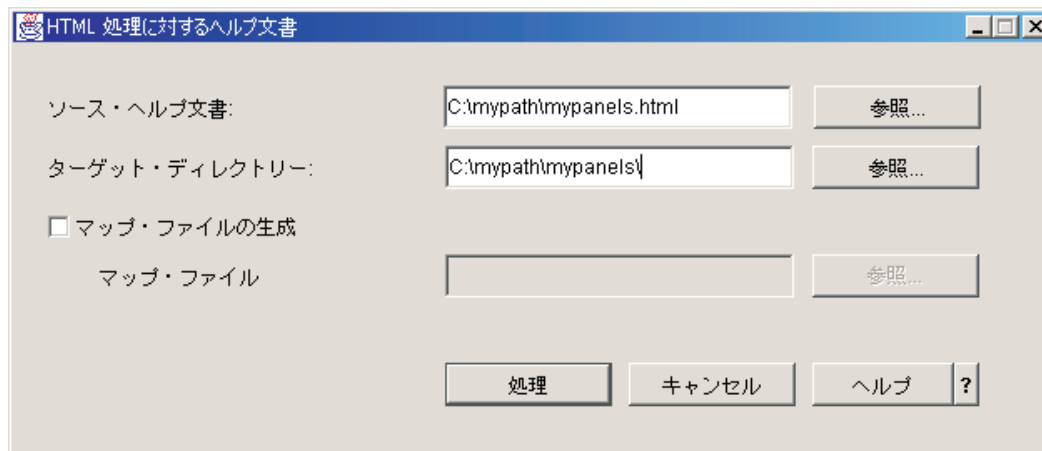 HTML 処理に対するヘルプ文書
ソース・ヘルプ文書: C:\mypath\mypanels.html 参照...
ターゲット・ディレクトリー: C:\mypath\mypanels\ 参照...
マップ・ファイルの生成
マップ・ファイル 参照...
処理 キャンセル ヘルプ ?